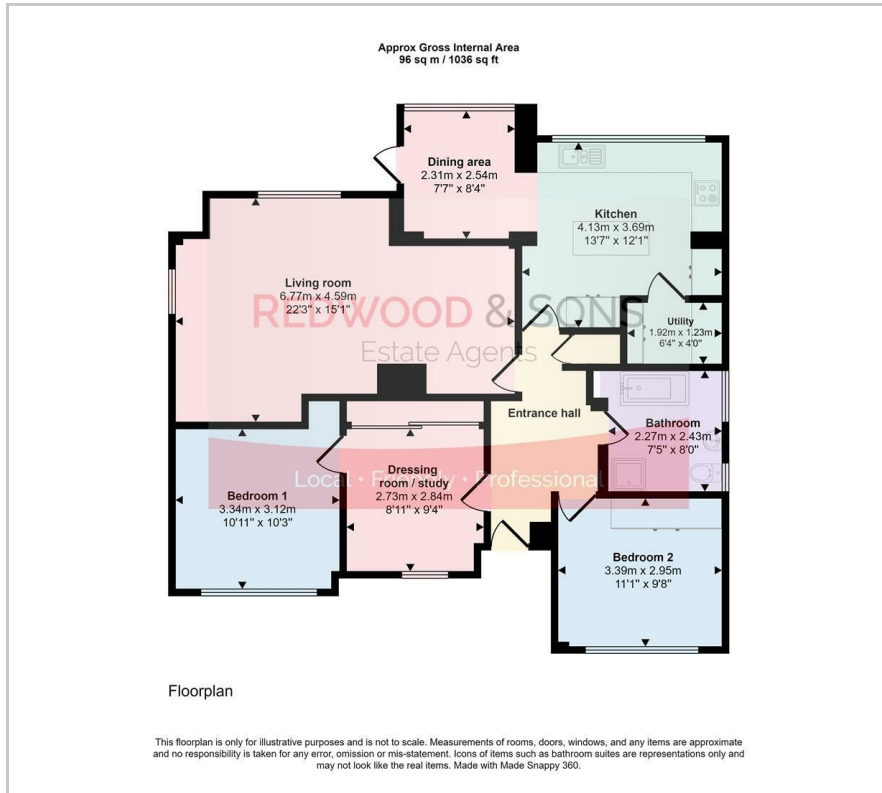 Approx Gross Internal Area
96 sq m / 1036 sq ft
Dining area
2.31m x 2.54m
7'7" x 8'4"
Kitchen
4.13m x 3.69m
13'7" x 12'1"
Living room
6.77m x 4.59m
22'3" x 15'1"
REDWOOD & SONS
Estate Agents
Utility
1.92m x 1.23m
6'4" x 4'0"
Entrance hall
Bathroom
2.27m x 2.43m
7'5" x 8'0"
Local · Friendly · Professional
Bedroom 1
3.34m x 3.12m
10'11" x 10'3"
Dressing
room / study
2.73m x 2.84m
8'11" x 9'4"
Bedroom 2
3.39m x 2.95m
11'1" x 9'8"
Floorplan
This floorplan is only for illustrative purposes and is not to scale. Measurements of rooms, doors, windows, and any items are approximate
and no responsibility is taken for any error, omission or mis-statement. Icons of items such as bathroom suites are representations only and
may not look like the real items. Made with Made Snappy 360.